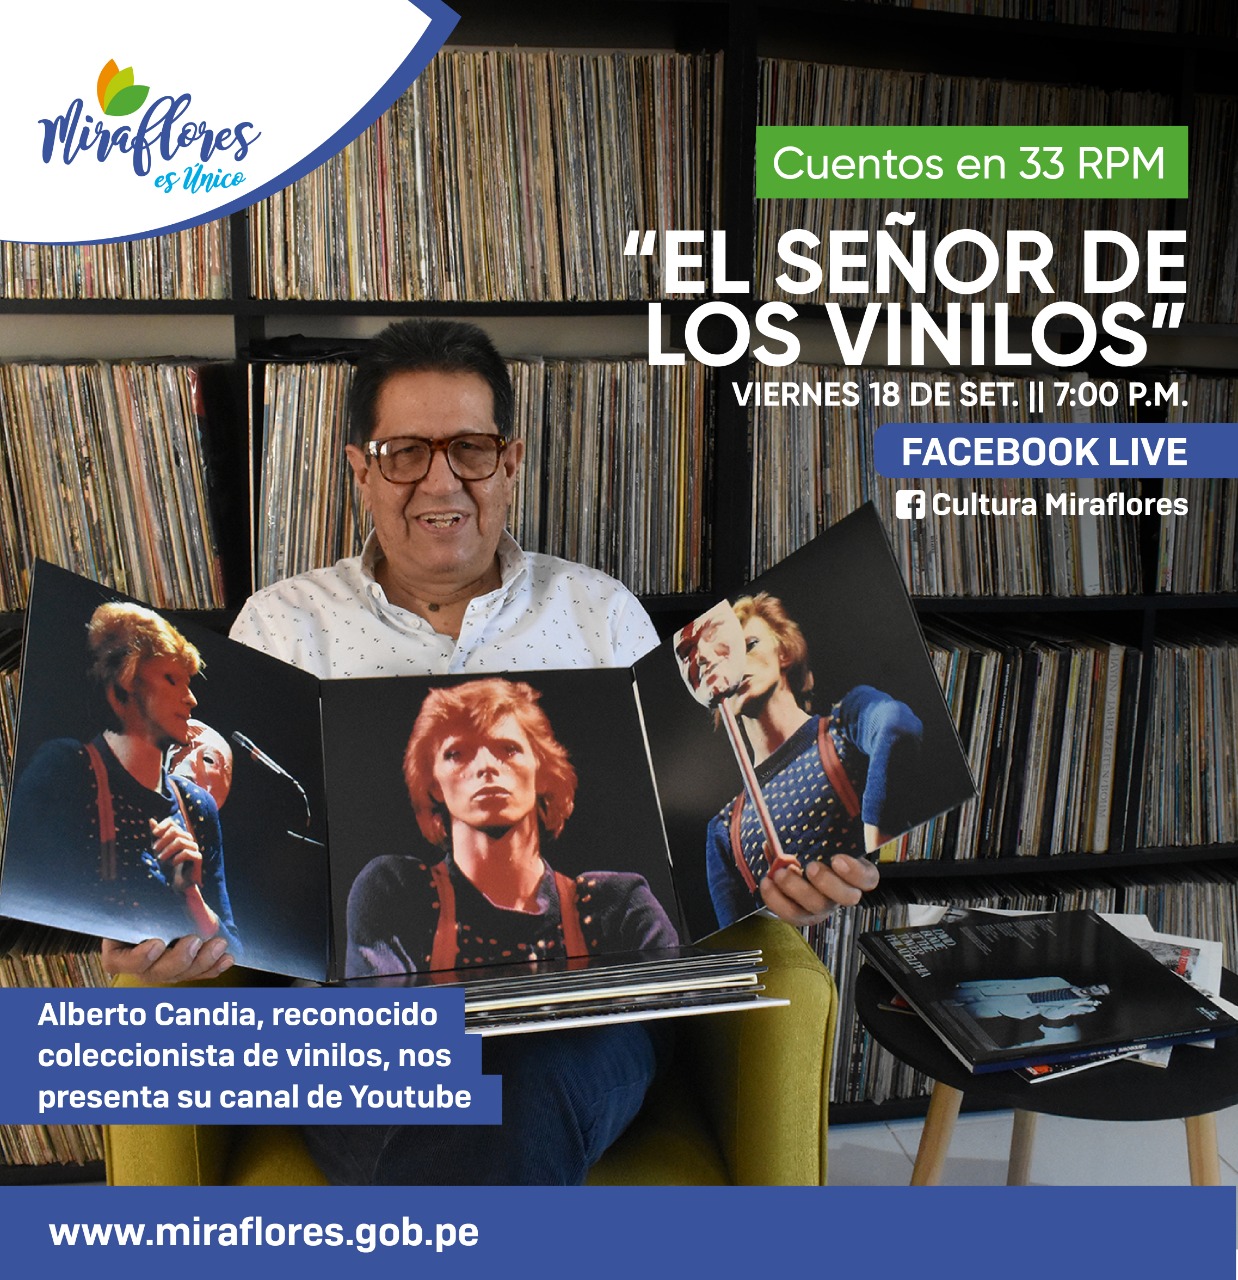 Miraflores
es Único
Cuentos en 33 RPM
“EL SEÑOR DE
LOS VINILOS”
VIERNES 18 DE SET. || 7:00 P.M.
FACEBOOK LIVE
Cultura Miraflores
Alberto Candia, reconocido
coleccionista de vinilos, nos
presenta su canal de Youtube
www.miraflores.gob.pe